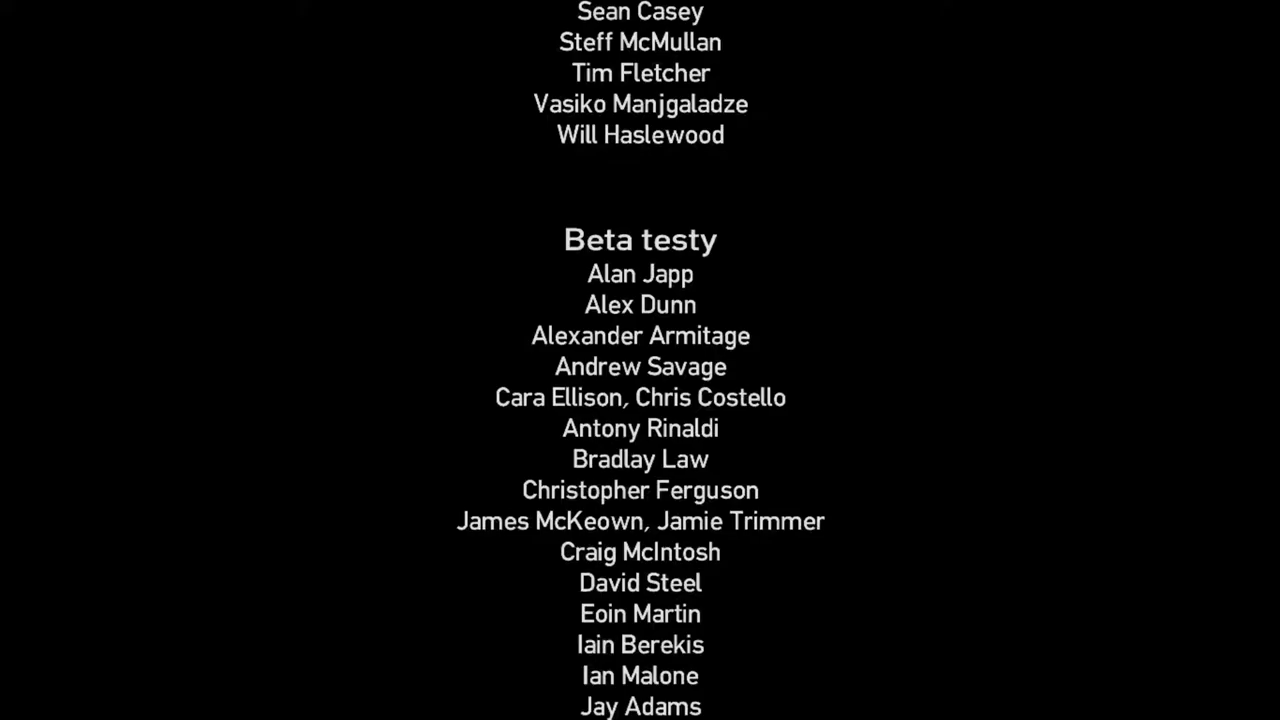 Sean Casey
Steff McMullan
Tim Fletcher
Vasiko Manjgaladze
Will Haslewood
Beta testy
Alan Japp
Alex Dunn
Alexander Armitage
Andrew Savage
Cara Ellison, Chris Costello
Antony Rinaldi
Bradlay Law
Christopher Ferguson
James McKeown, Jamie Trimmer
Craig McIntosh
David Steel
Eoin Martin
Iain Berekis
Ian Malone
Jay Adams